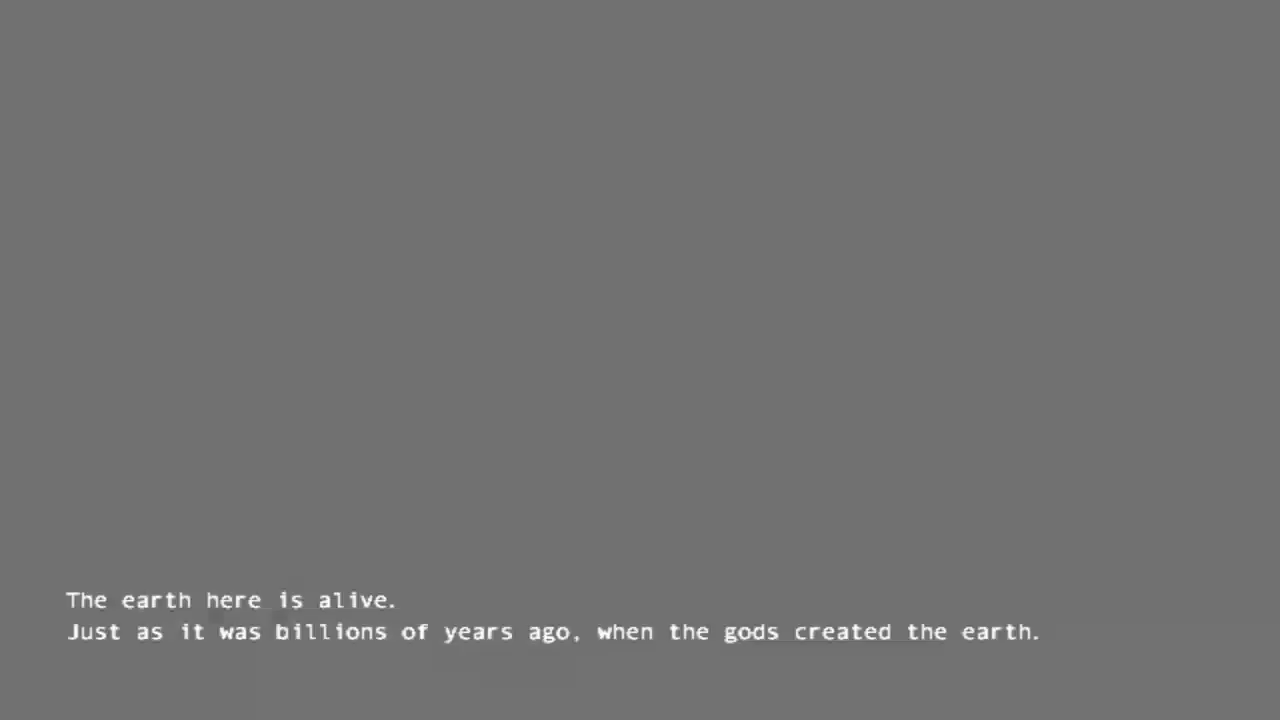 The earth here is alive.
Just as it was billions of years ago, when the gods created the earth.